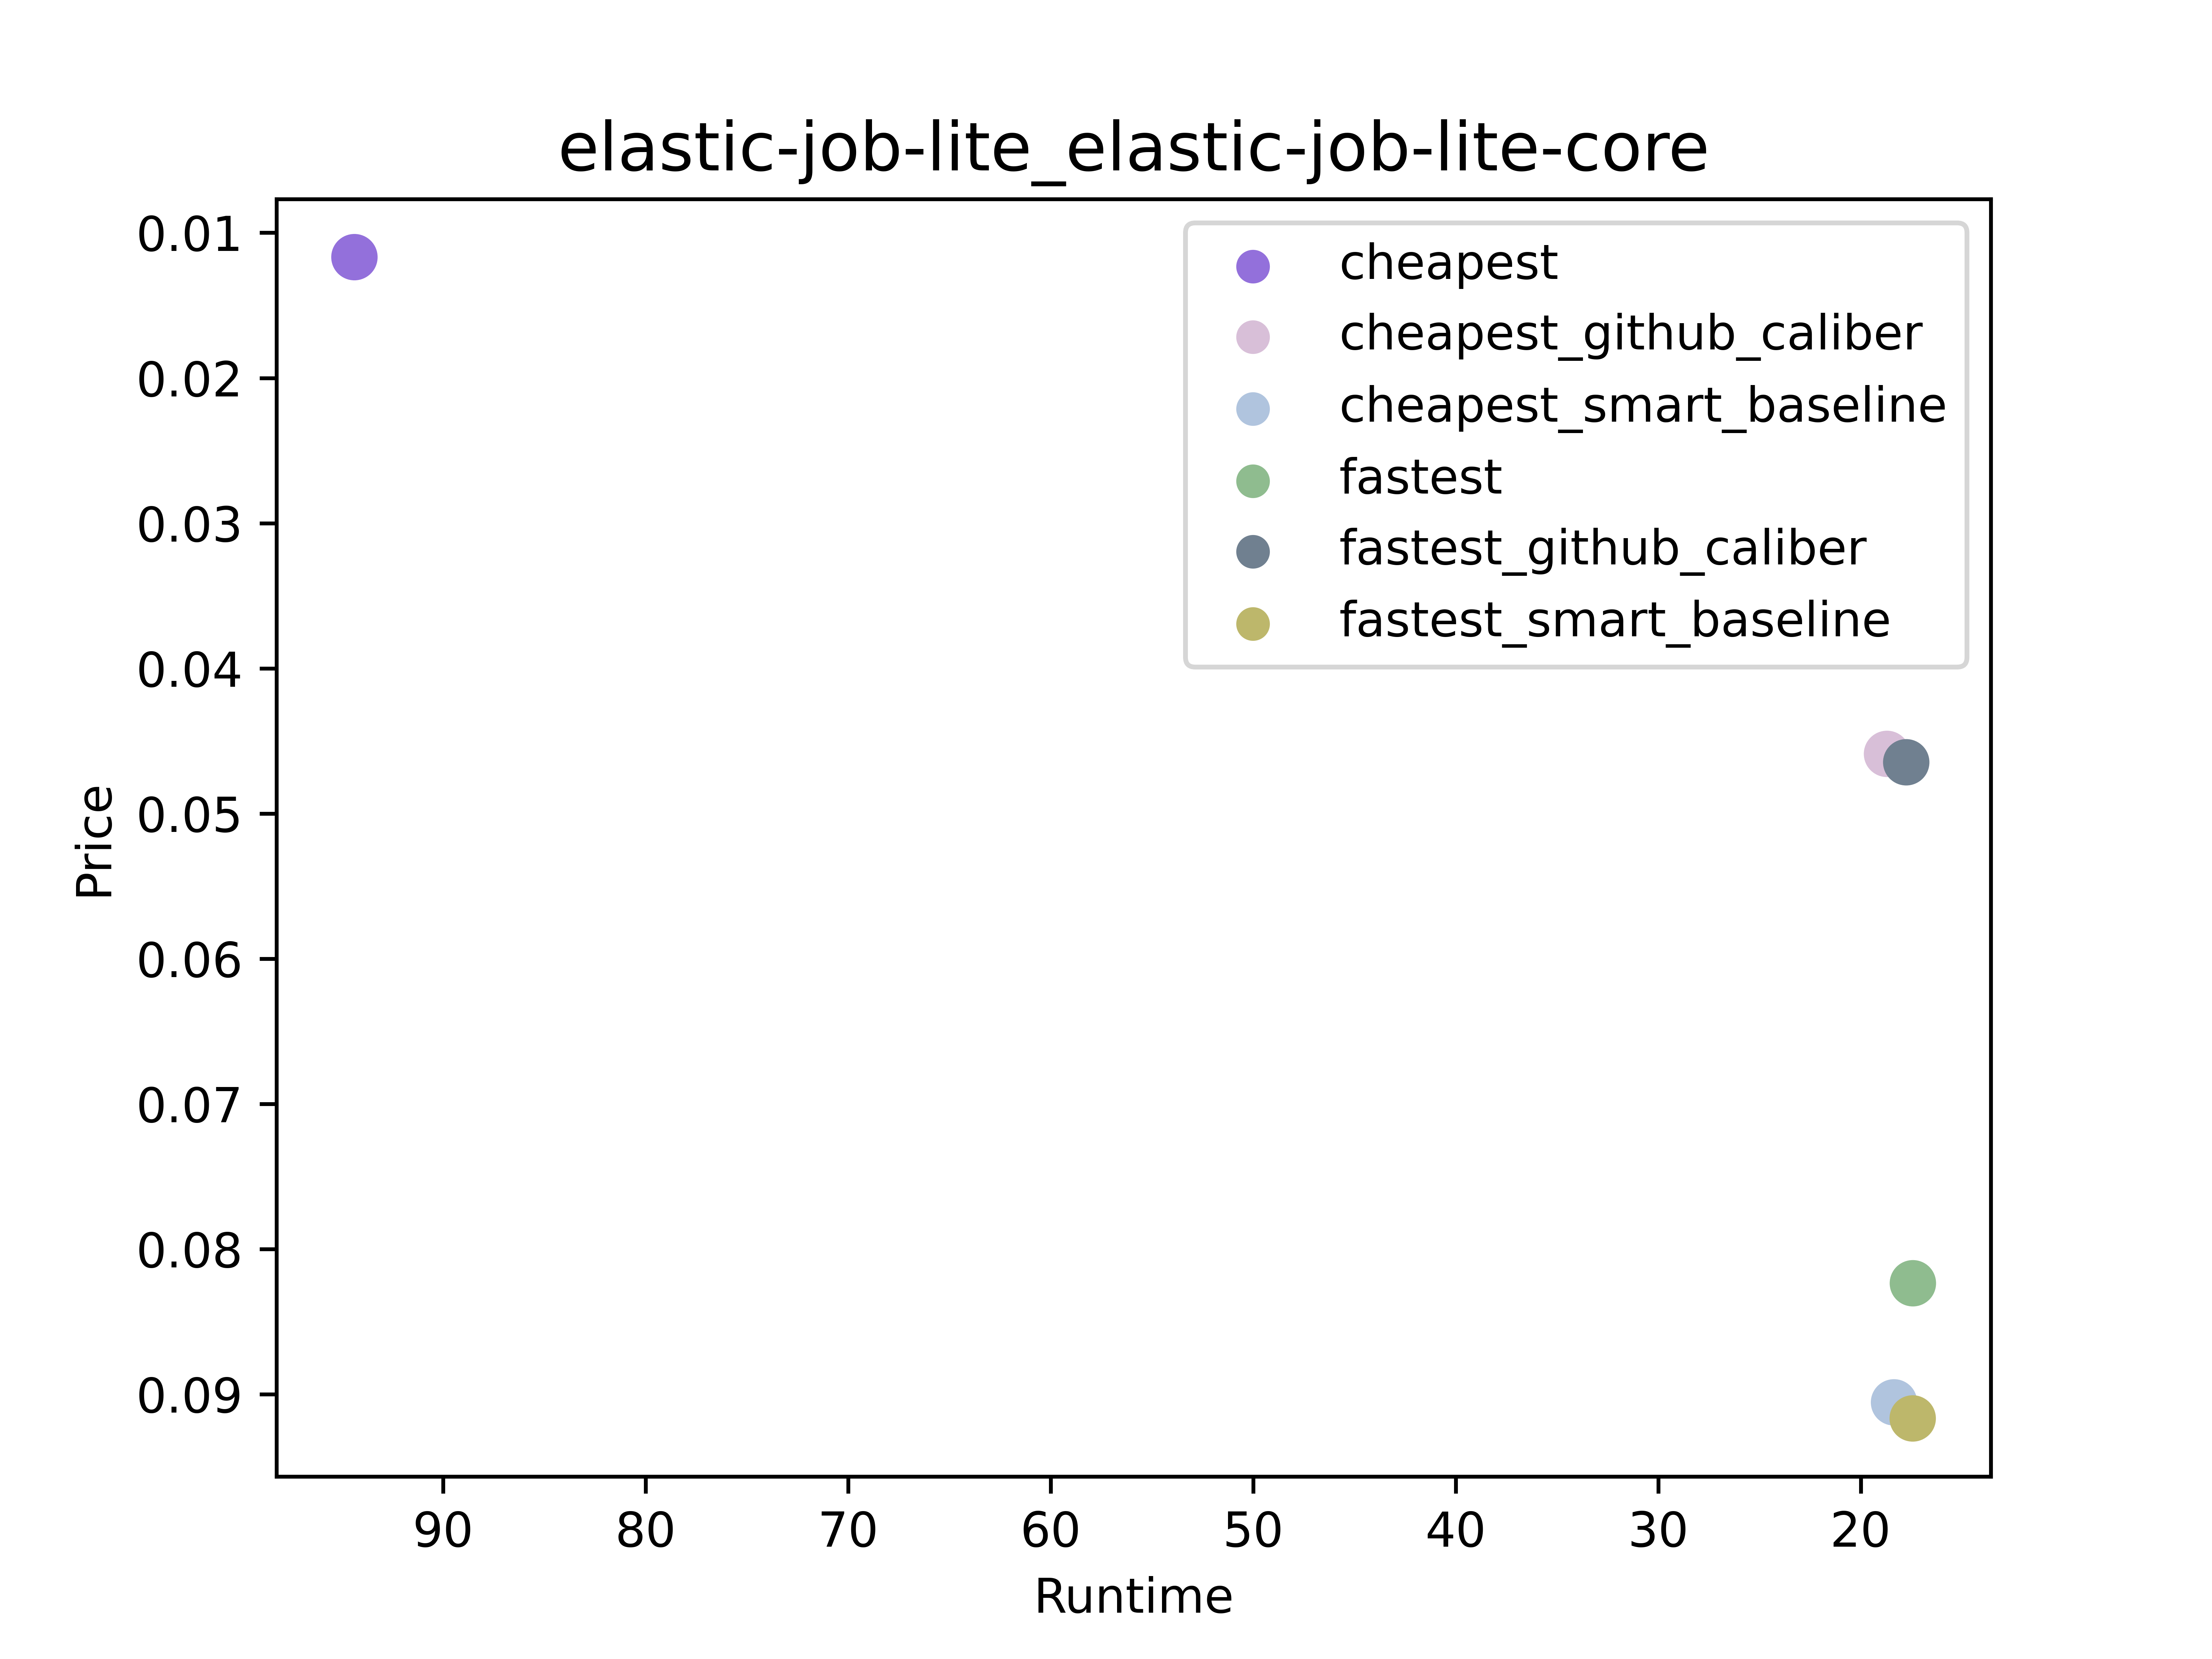 elastic-job-lite_elastic-job-lite-core
cheapest
cheapest_github_caliber
cheapest_smart_baseline
fastest
fastest_github_caliber
fastest_smart_baseline
Price
0.01
0.02
0.03
0.04
0.05
0.06
0.07
0.08
0.09
90 80 70 60 50 40 30 20
Runtime